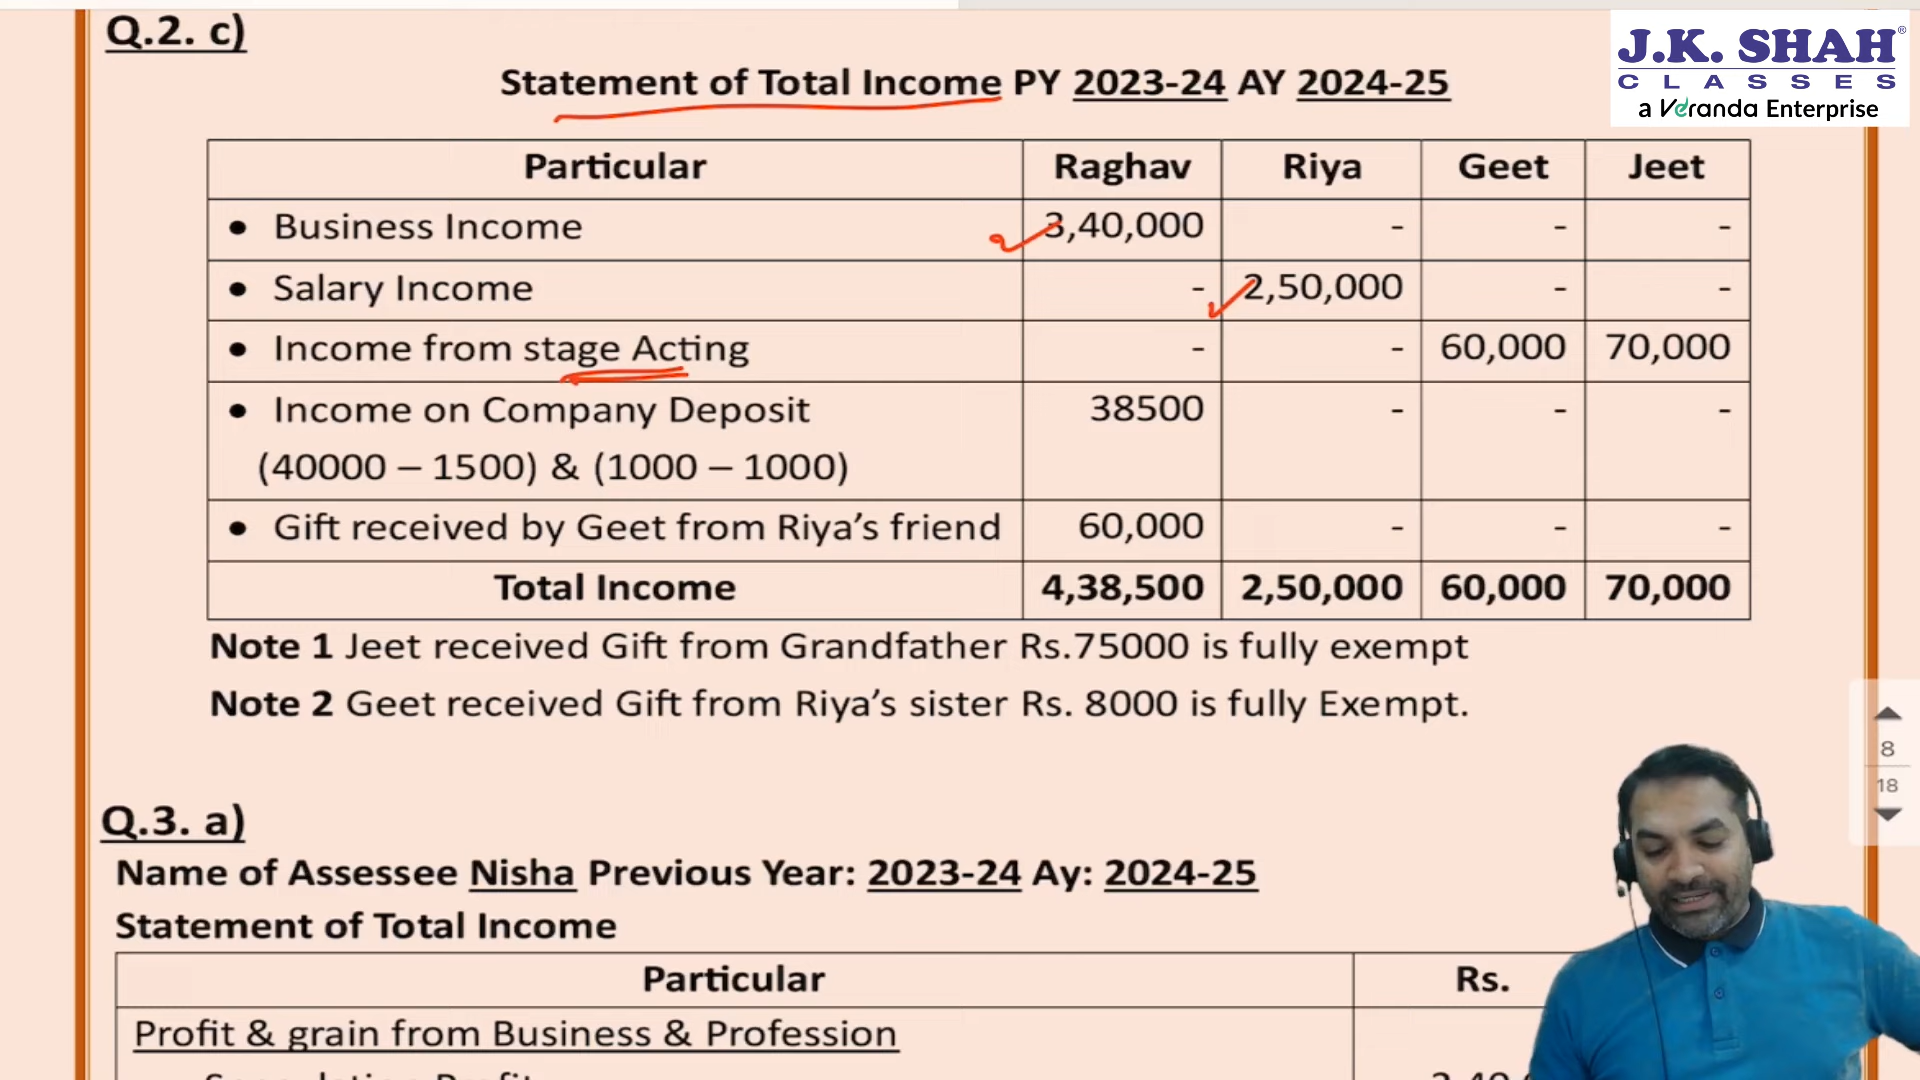 Q.2. c)
J.K. SHAH®
CLASSES
a Veranda Enterprise
Statement of Total Income PY 2023-24 AY 2024-25
Particular Raghav Riya Geet Jeet
• Business Income 3,40,000 - - -
• Salary Income - 2,50,000 - -
• Income from stage Acting - - 60,000 70,000
• Income on Company Deposit 38500 - - -
(40000 – 1500) & (1000 – 1000)
• Gift received by Geet from Riya’s friend 60,000 - - -
Total Income 4,38,500 2,50,000 60,000 70,000
Note 1 Jeet received Gift from Grandfather Rs.75000 is fully exempt
Note 2 Geet received Gift from Riya’s sister Rs. 8000 is fully Exempt.
8
18
Q.3. a)
Name of Assessee Nisha Previous Year: 2023-24 Ay: 2024-25
Statement of Total Income
Particular Rs.
Profit & grain from Business & Profession